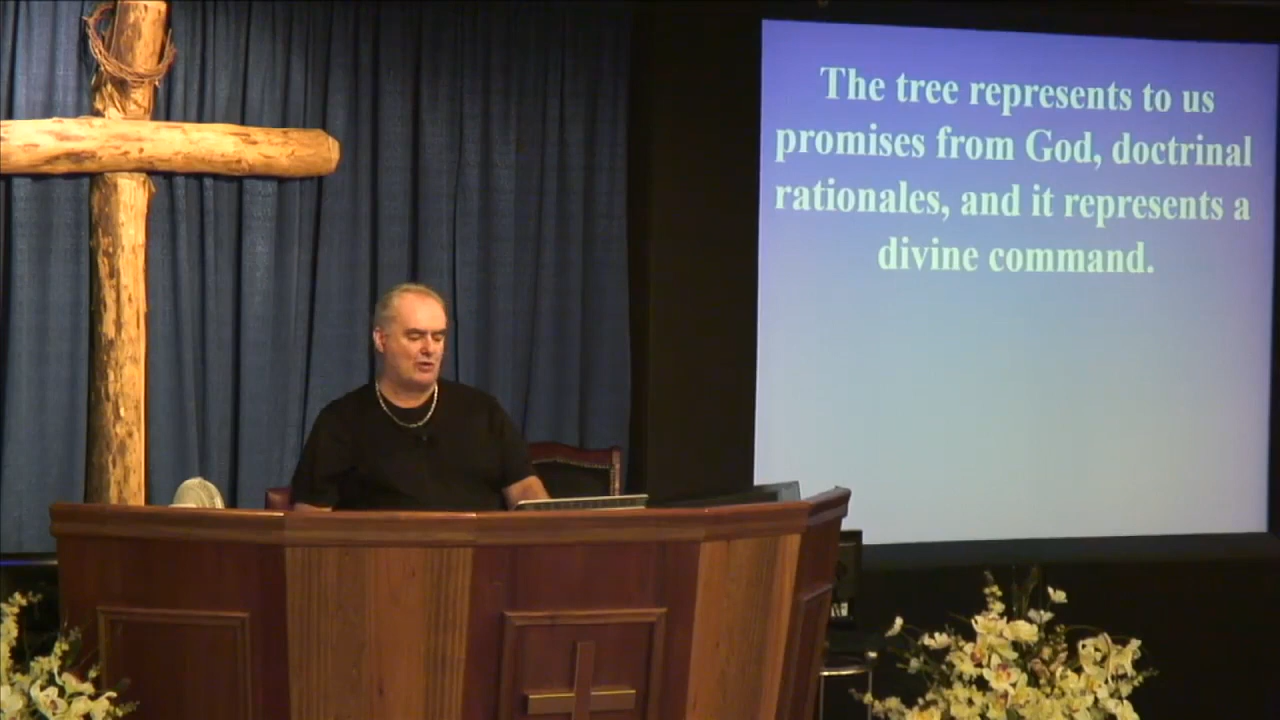 The tree represents to us
promises from God, doctrinal
rationales, and it represents a
divine command.